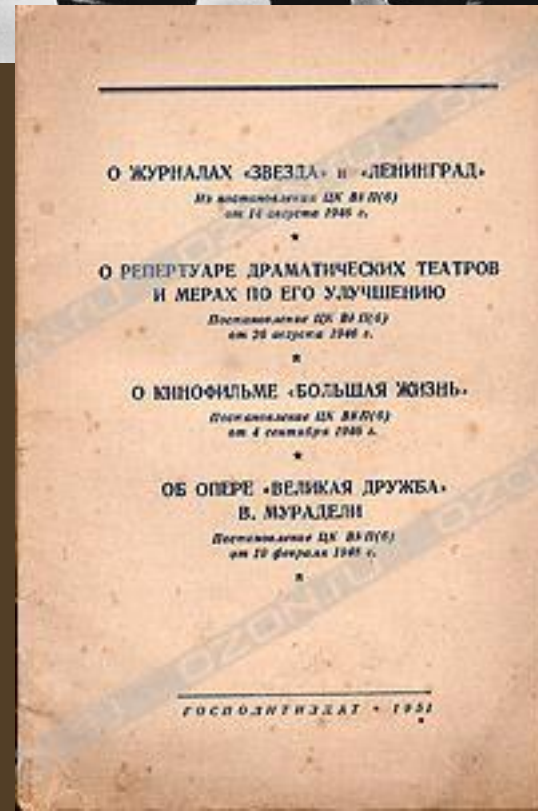 О ЖУРНАЛАХ «ЗВЕЗДА» и «ЛЕНИНГРАД»
Из постановления ЦК ВКП(б)
от 14 августа 1946 г.
О РЕПЕРТУАРЕ ДРАМАТИЧЕСКИХ ТЕАТРОВ
И МЕРАХ ПО ЕГО УЛУЧШЕНИЮ
Постановление ЦК ВКП(б)
от 26 августа 1946 г.
О КИНОФИЛЬМЕ «БОЛЬШАЯ ЖИЗНЬ»
Постановление ЦК ВКП(б)
от 4 сентября 1946 г.
ОБ ОПЕРЕ «ВЕЛИКАЯ ДРУЖБА»
В. МУРАДЕЛИ
Постановление ЦК ВКП(б)
от 10 февраля 1948 г.
ГОСПОЛИТИЗДАТ • 1951
OZON.RU